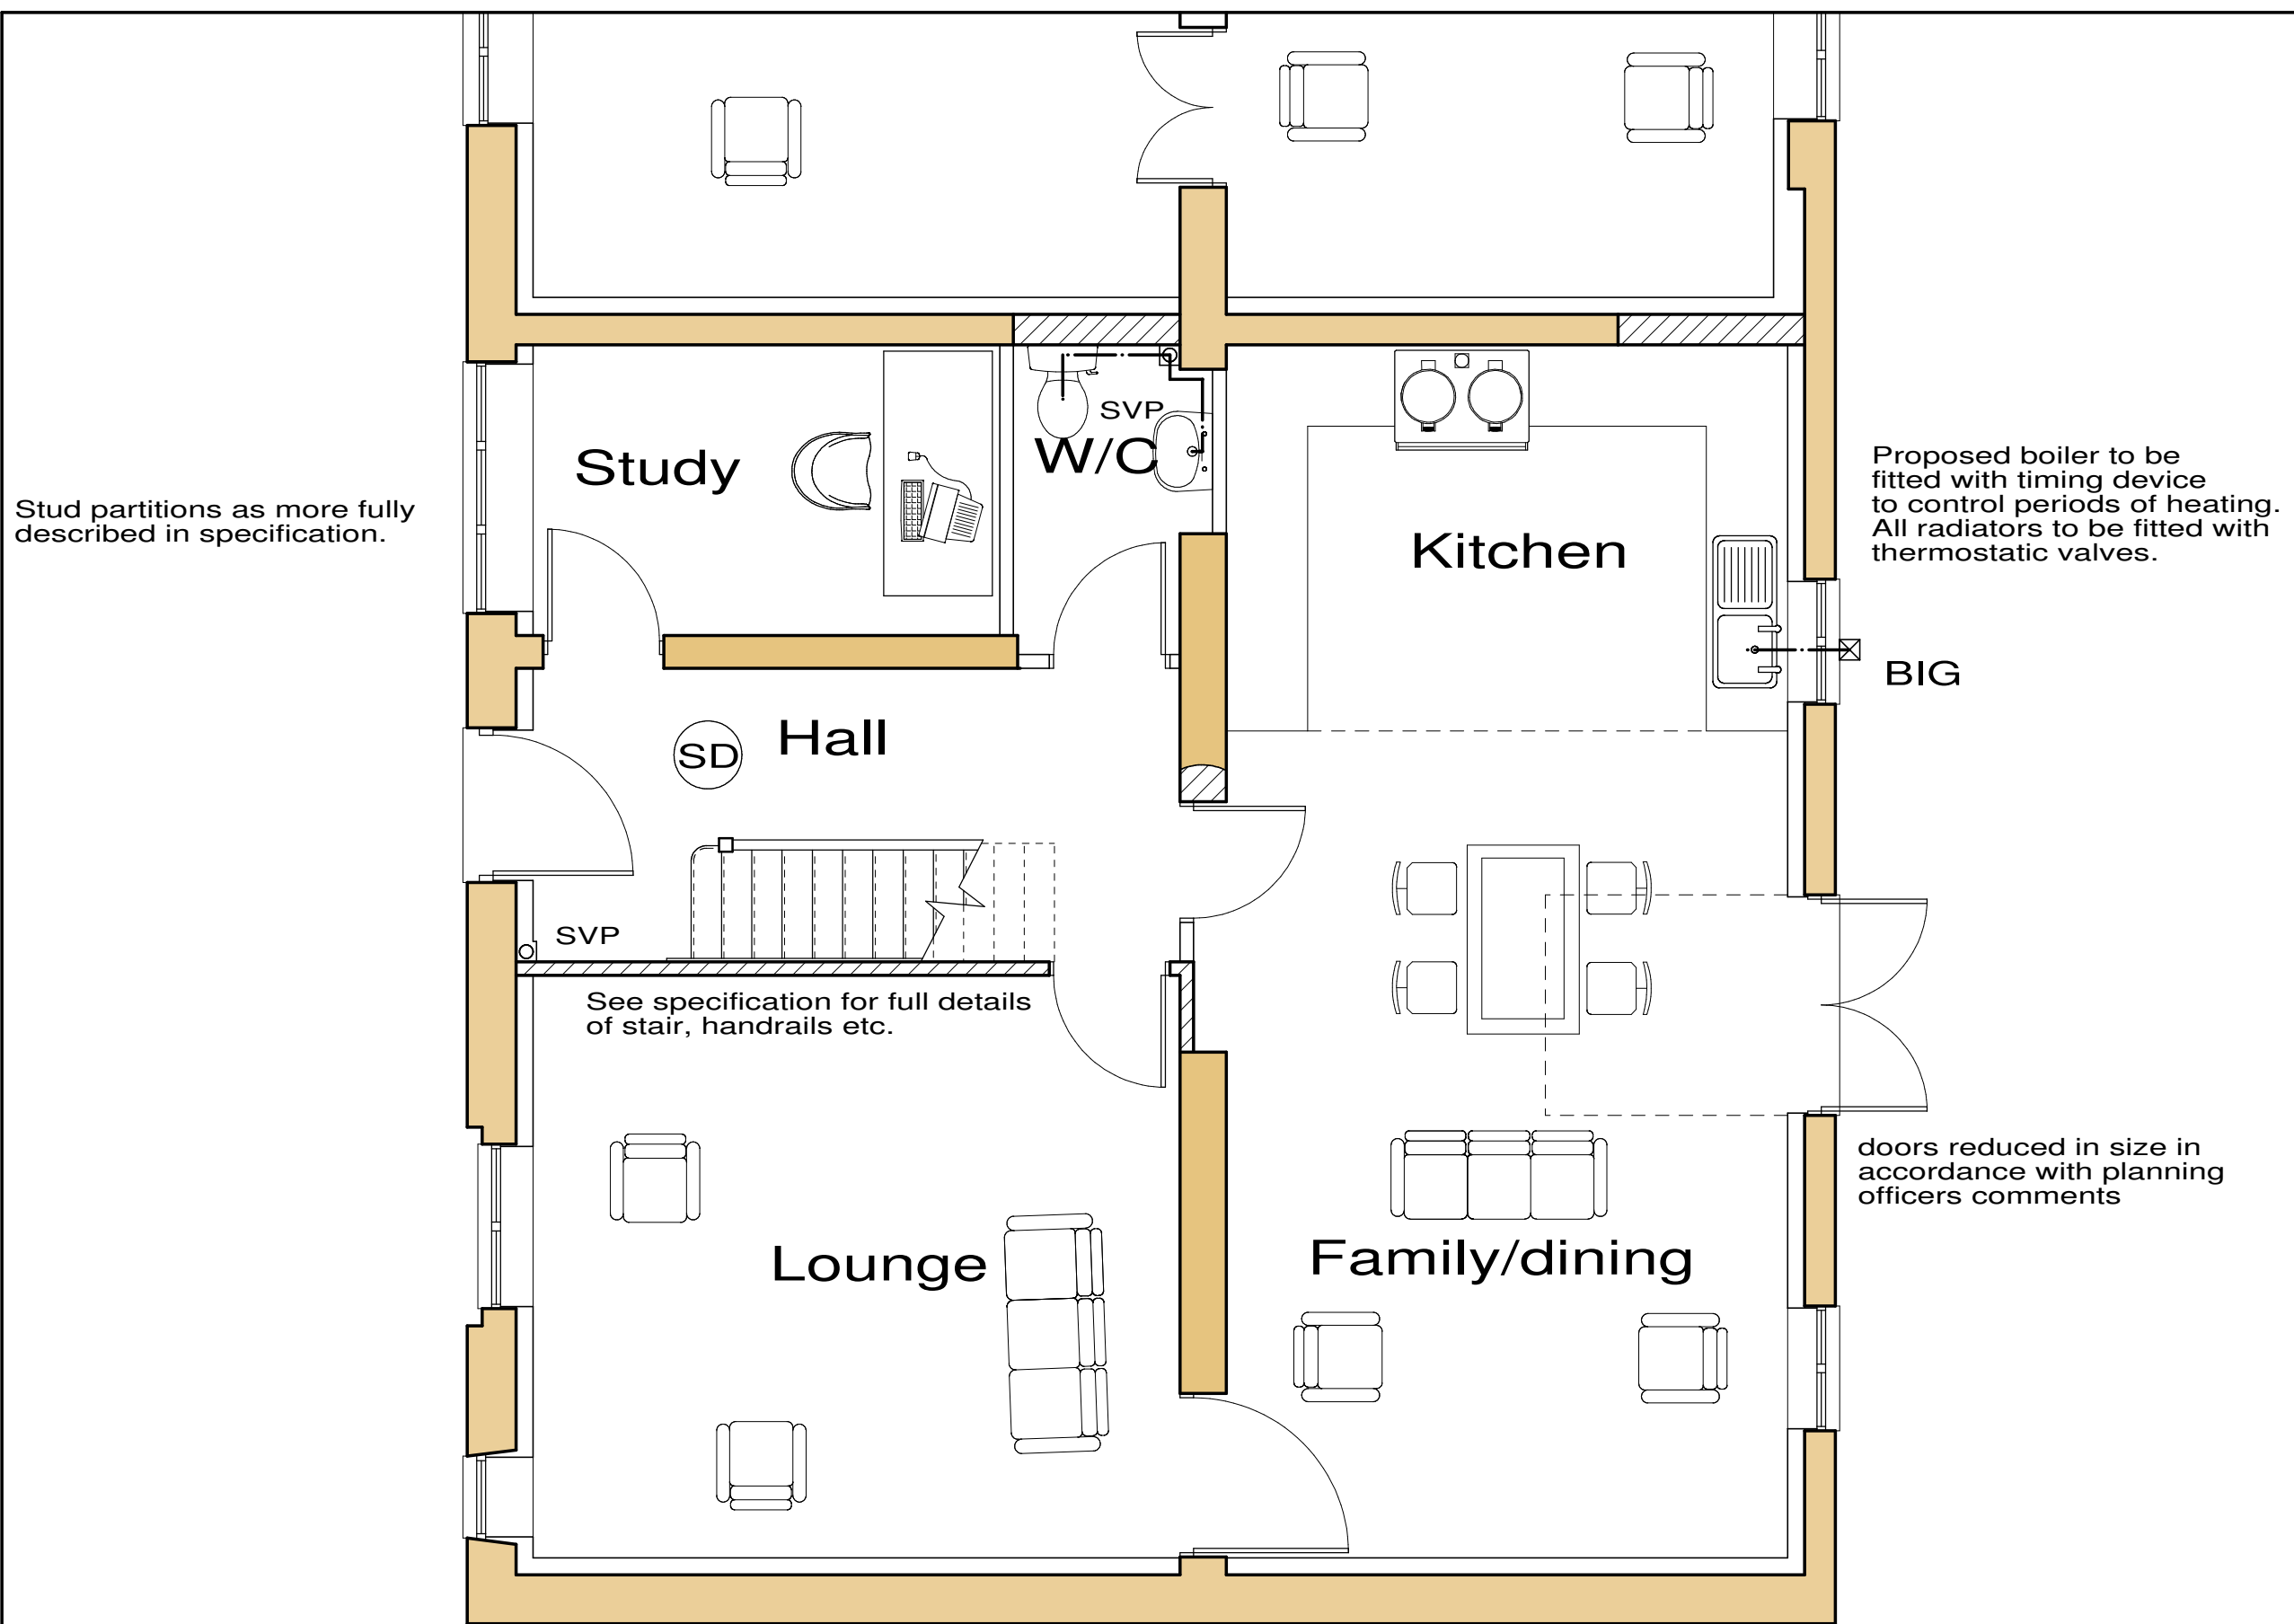 SVP
Study
W/C
Stud partitions as more fully
described in specification.
Kitchen
Proposed boiler to be
fitted with timing device
to control periods of heating.
All radiators to be fitted with
thermostatic valves.
BIG
Hall
SD
SVP
See specification for full details
of stair, handrails etc.
doors reduced in size in
accordance with planning
officers comments
Lounge
Family/dining